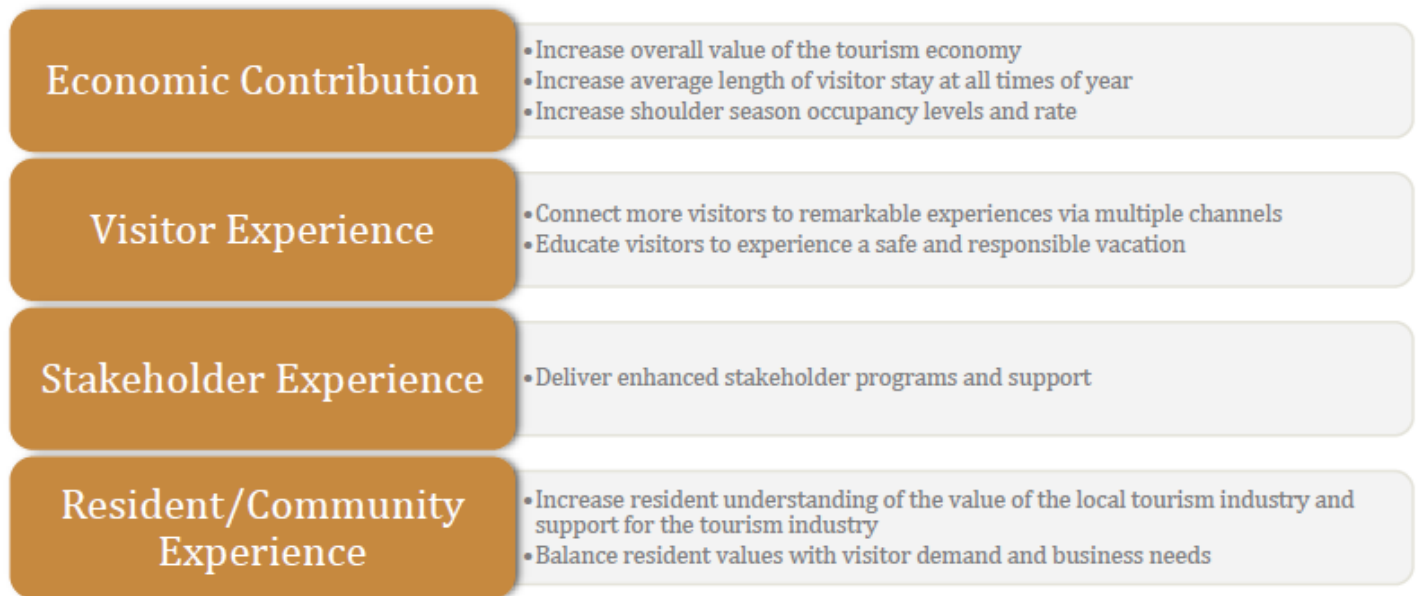 Economic Contribution
•Increase overall value of the tourism economy
•Increase average length of visitor stay at all times of year
•Increase shoulder season occupancy levels and rate
Visitor Experience
•Connect more visitors to remarkable experiences via multiple channels
•Educate visitors to experience a safe and responsible vacation
Stakeholder Experience
•Deliver enhanced stakeholder programs and support
Resident/Community
Experience
•Increase resident understanding of the value of the local tourism industry and
support for the tourism industry
•Balance resident values with visitor demand and business needs